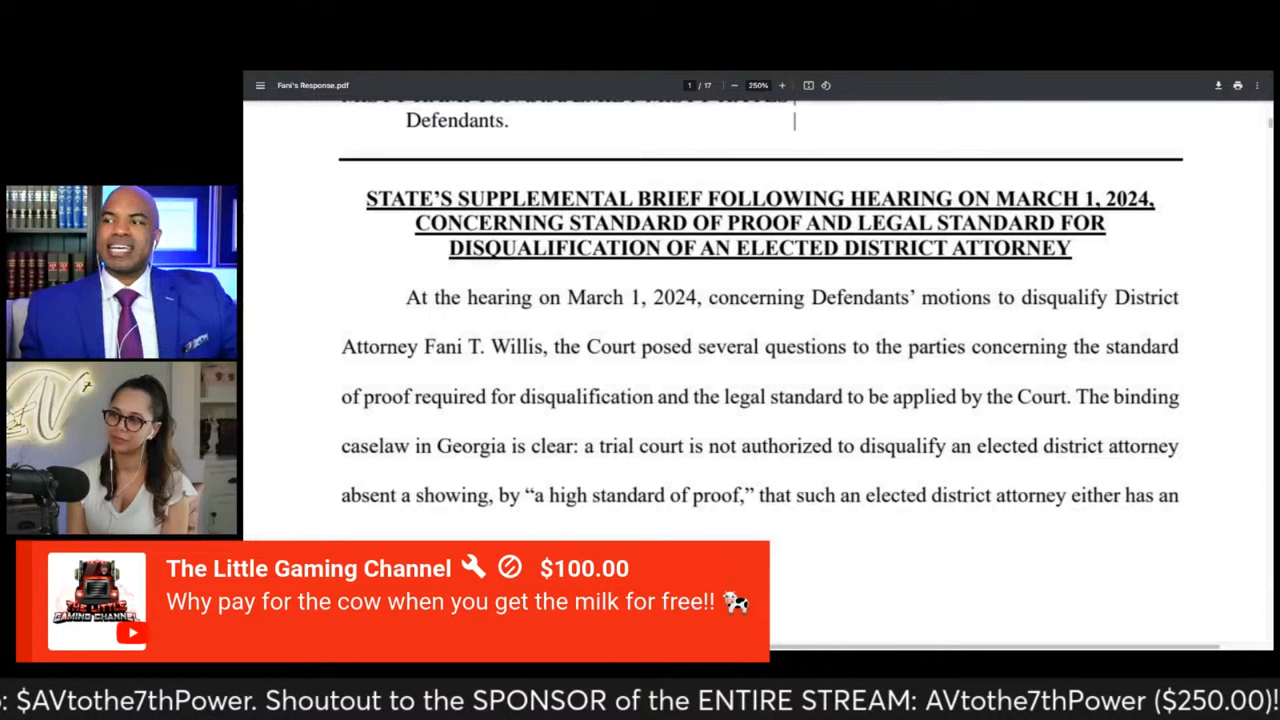 Fani's Response.pdf
1 / 17
250%
Defendants.
STATE'S SUPPLEMENTAL BRIEF FOLLOWING HEARING ON MARCH 1, 2024,
CONCERNING STANDARD OF PROOF AND LEGAL STANDARD FOR
DISQUALIFICATION OF AN ELECTED DISTRICT ATTORNEY
At the hearing on March 1, 2024, concerning Defendants' motions to disqualify District
Attorney Fani T. Willis, the Court posed several questions to the parties concerning the standard
of proof required for disqualification and the legal standard to be applied by the Court. The binding
caselaw in Georgia is clear: a trial court is not authorized to disqualify an elected district attorney
absent a showing, by “a high standard of proof,” that such an elected district attorney either has an
AV7
THE LITTLE
GAMING CHANNEL
The Little Gaming Channel $100.00
Why pay for the cow when you get the milk for free!! 🐄
: $AVtothe7thPower. Shoutout to the SPONSOR of the ENTIRE STREAM: AVtothe7thPower ($250.00)!